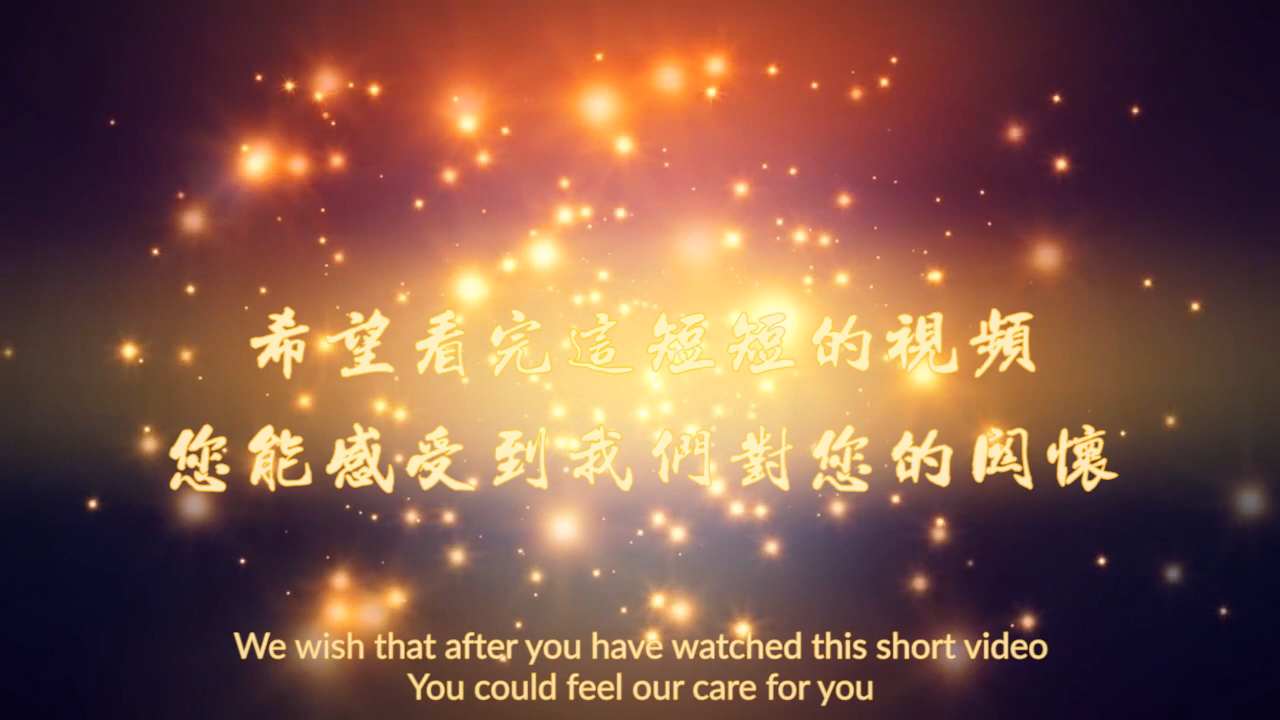 希望看完這短短的視頻
您能感受到我們對您的関懷
We wish that after you have watched this short video
You could feel our care for you